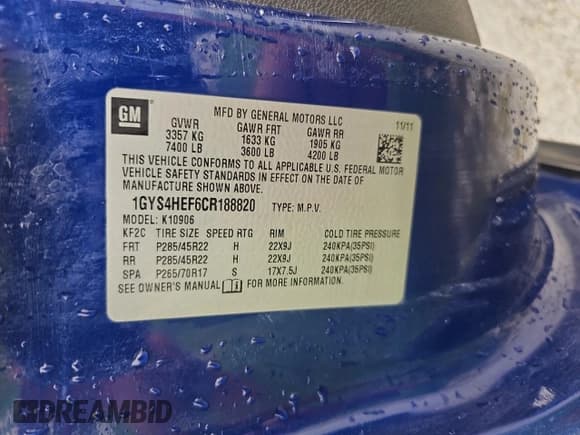 GM
MFD BY GENERAL MOTORS LLC
11/11
GVWR GAWR FRT GAWR RR
3357 KG 1633 KG 1905 KG
7400 LB 3600 LB 4200 LB
THIS VEHICLE CONFORMS TO ALL APPLICABLE U.S. FEDERAL MOTOR
VEHICLE SAFETY STANDARDS IN EFFECT ON THE DATE OF
MANUFACTURE SHOWN ABOVE.
1GYS4HEF6CR188820 TYPE: M.P.V.
MODEL: K10906
KF2C TIRE SIZE SPEED RTG RIM COLD TIRE PRESSURE
FRT P285/45R22 H 22X9J 240KPA(35PSI)
RR P285/45R22 H 22X9J 240KPA(35PSI)
SPA P265/70R17 S 17X7.5J 240KPA(35PSI)
SEE OWNER'S MANUAL FOR MORE INFORMATION.
DREAMBID